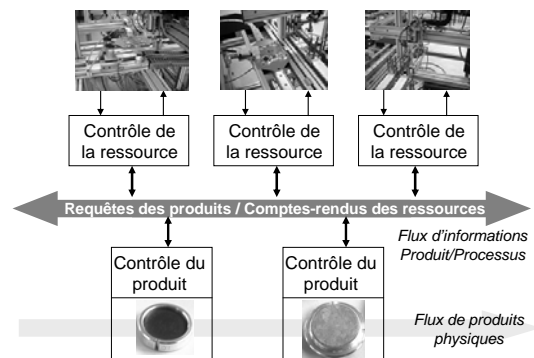 Contrôle de
la ressource
Contrôle de
la ressource
Contrôle de
la ressource
Requêtes des produits / Comptes-rendus des ressources
Flux d'informations
Produit/Processus
Contrôle du
produit
Contrôle du
produit
Flux de produits
physiques